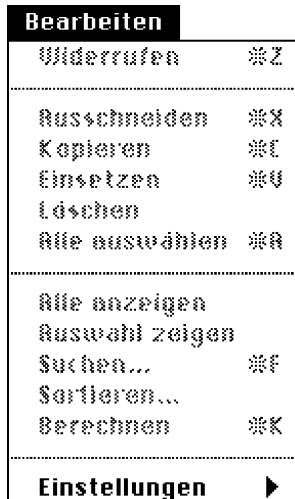 Bearbeiten
Widerrufen ⌘Z
Ausschneiden ⌘X
Kopieren ⌘C
Einsetzen ⌘V
Löschen
Alle auswählen ⌘A
Alle anzeigen
Auswahl zeigen
Suchen... ⌘F
Sortieren...
Berechnen ⌘K
Einstellungen ▶